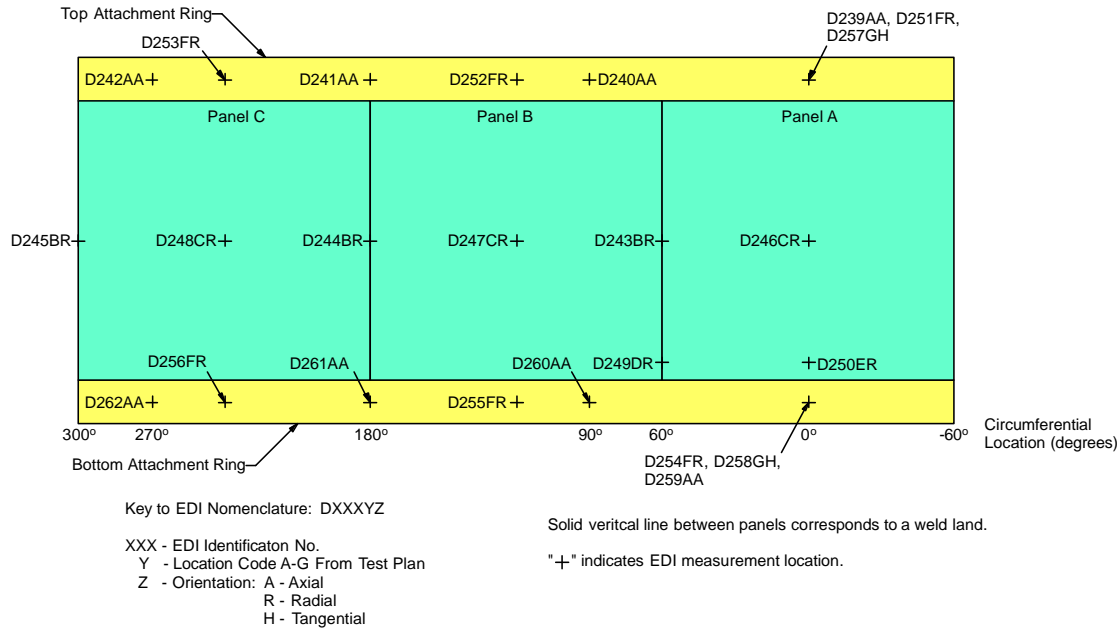 Top Attachment Ring
D239AA, D251FR,
D257GH
D253FR
D242AA
D241AA
D252FR
D240AA
Panel C
Panel B
Panel A
D245BR
D248CR
D244BR
D247CR
D243BR
D246CR
D256FR
D261AA
D260AA
D249DR
D250ER
D262AA
D255FR
300º
270º
180º
90º
60º
0º
-60º
Circumferential
Location (degrees)
Bottom Attachment Ring
D254FR, D258GH,
D259AA
Key to EDI Nomenclature: DXXXYZ
XXX - EDI Identificaton No.
Y - Location Code A-G From Test Plan
Z - Orientation: A - Axial
R - Radial
H - Tangential
Solid veritcal line between panels corresponds to a weld land.
"+" indicates EDI measurement location.